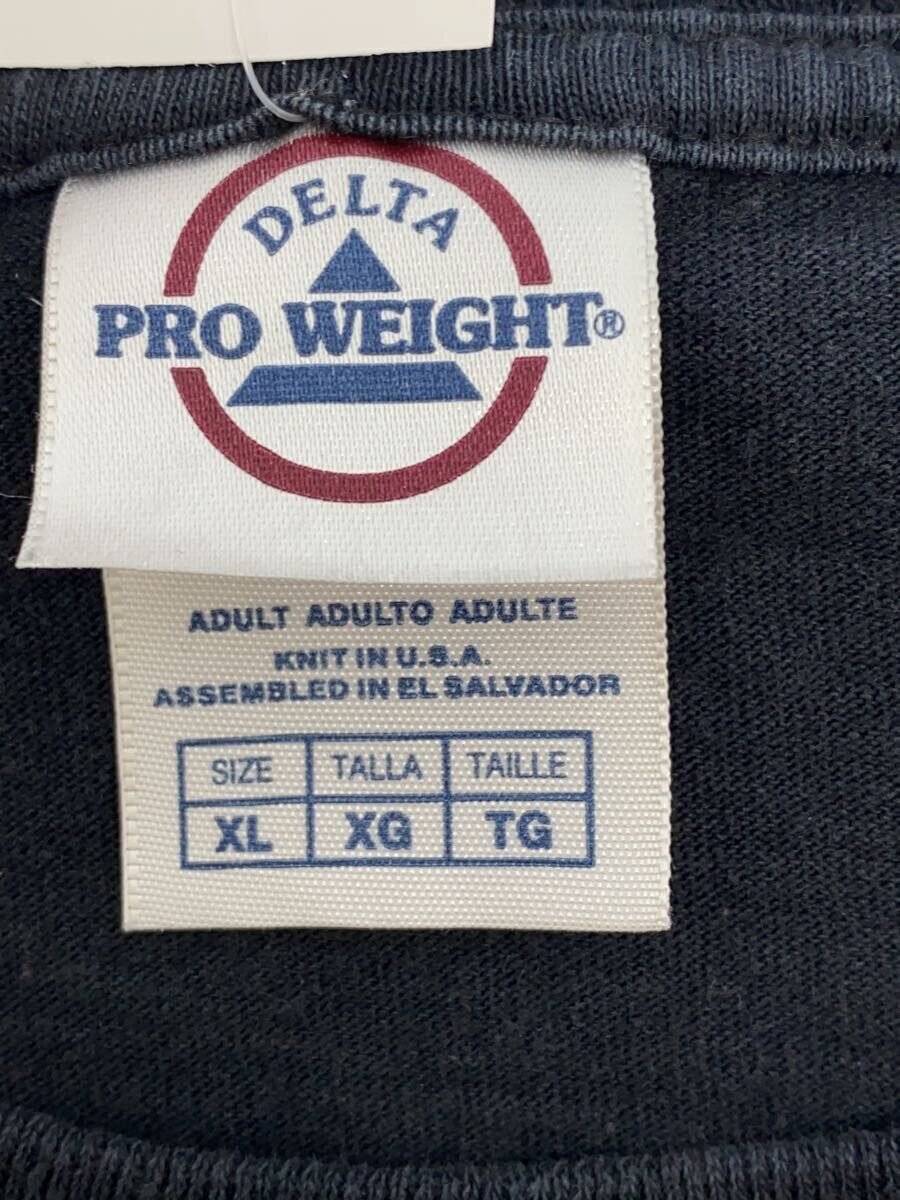 DELTA
PRO WEIGHT®
ADULT ADULTO ADULTE
KNIT IN U.S.A.
ASSEMBLED IN EL SALVADOR
SIZE TALLA TAILLE
XL XG TG